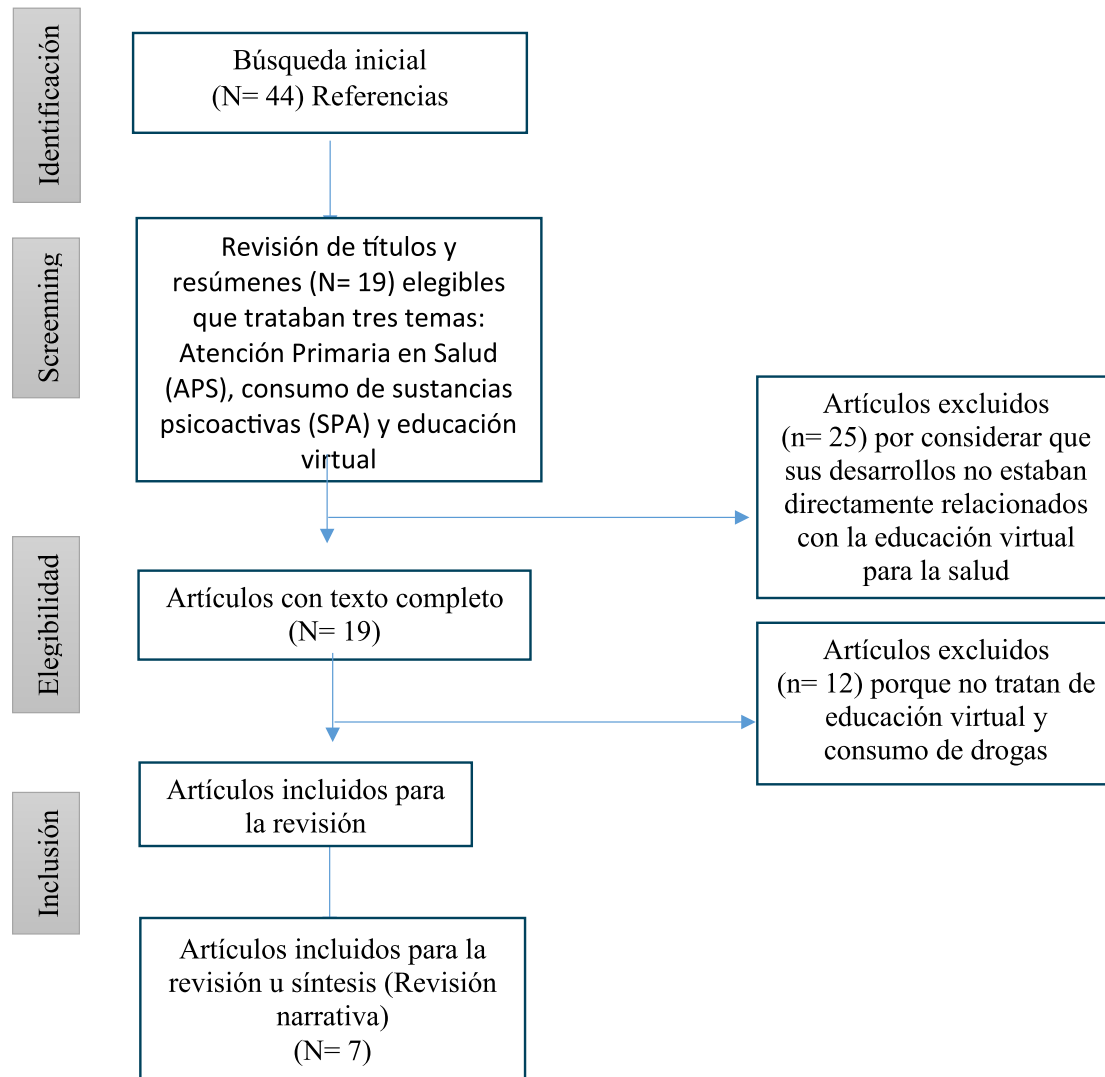 Identificación
Búsqueda inicial
(N= 44) Referencias
Screnning
Revisión de títulos y
resúmenes (N= 19) elegibles
que trataban tres temas:
Atención Primaria en Salud
(APS), consumo de sustancias
psicoactivas (SPA) y educación
virtual
Artículos excluidos
(n= 25) por considerar que
sus desarrollos no estaban
directamente relacionados
con la educación virtual
para la salud
Elegibilidad
Artículos con texto completo
(N= 19)
Artículos excluidos
(n= 12) porque no tratan de
educación virtual y
consumo de drogas
Inclusión
Artículos incluidos para
la revisión
Artículos incluidos para la
revisión u síntesis (Revisión
narrativa)
(N= 7)